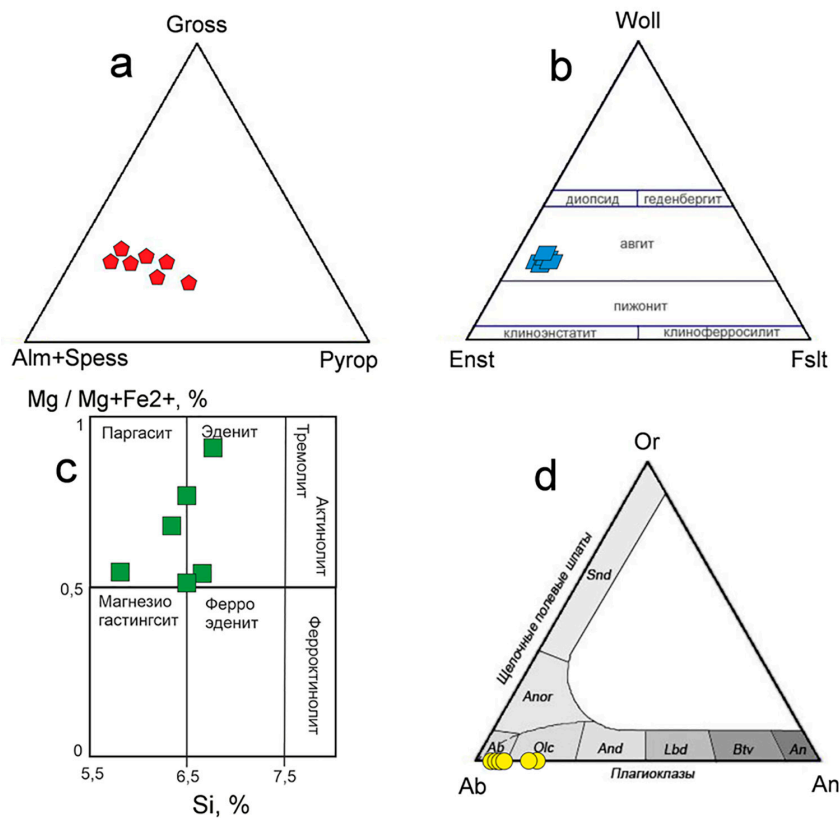 Gross
a
Alm+Spess
Pyrop
Woll
b
диопсид
геденбергит
авгит
пижонит
клиноэнстатит
клиноферросилит
Enst
Fslt
Mg / Mg+Fe2+, %
1
Паргасит
Эденит
Тремолит
Актинолит
c
0,5
Магнезио
гастингсит
Ферро
эденит
Ферроктинолит
0
5,5
6,5
7,5
Si, %
Or
d
Щелочные полевые шпаты
Snd
Anor
Ab
Olc
And
Lbd
Btv
An
Ab
Плагиоклазы
An